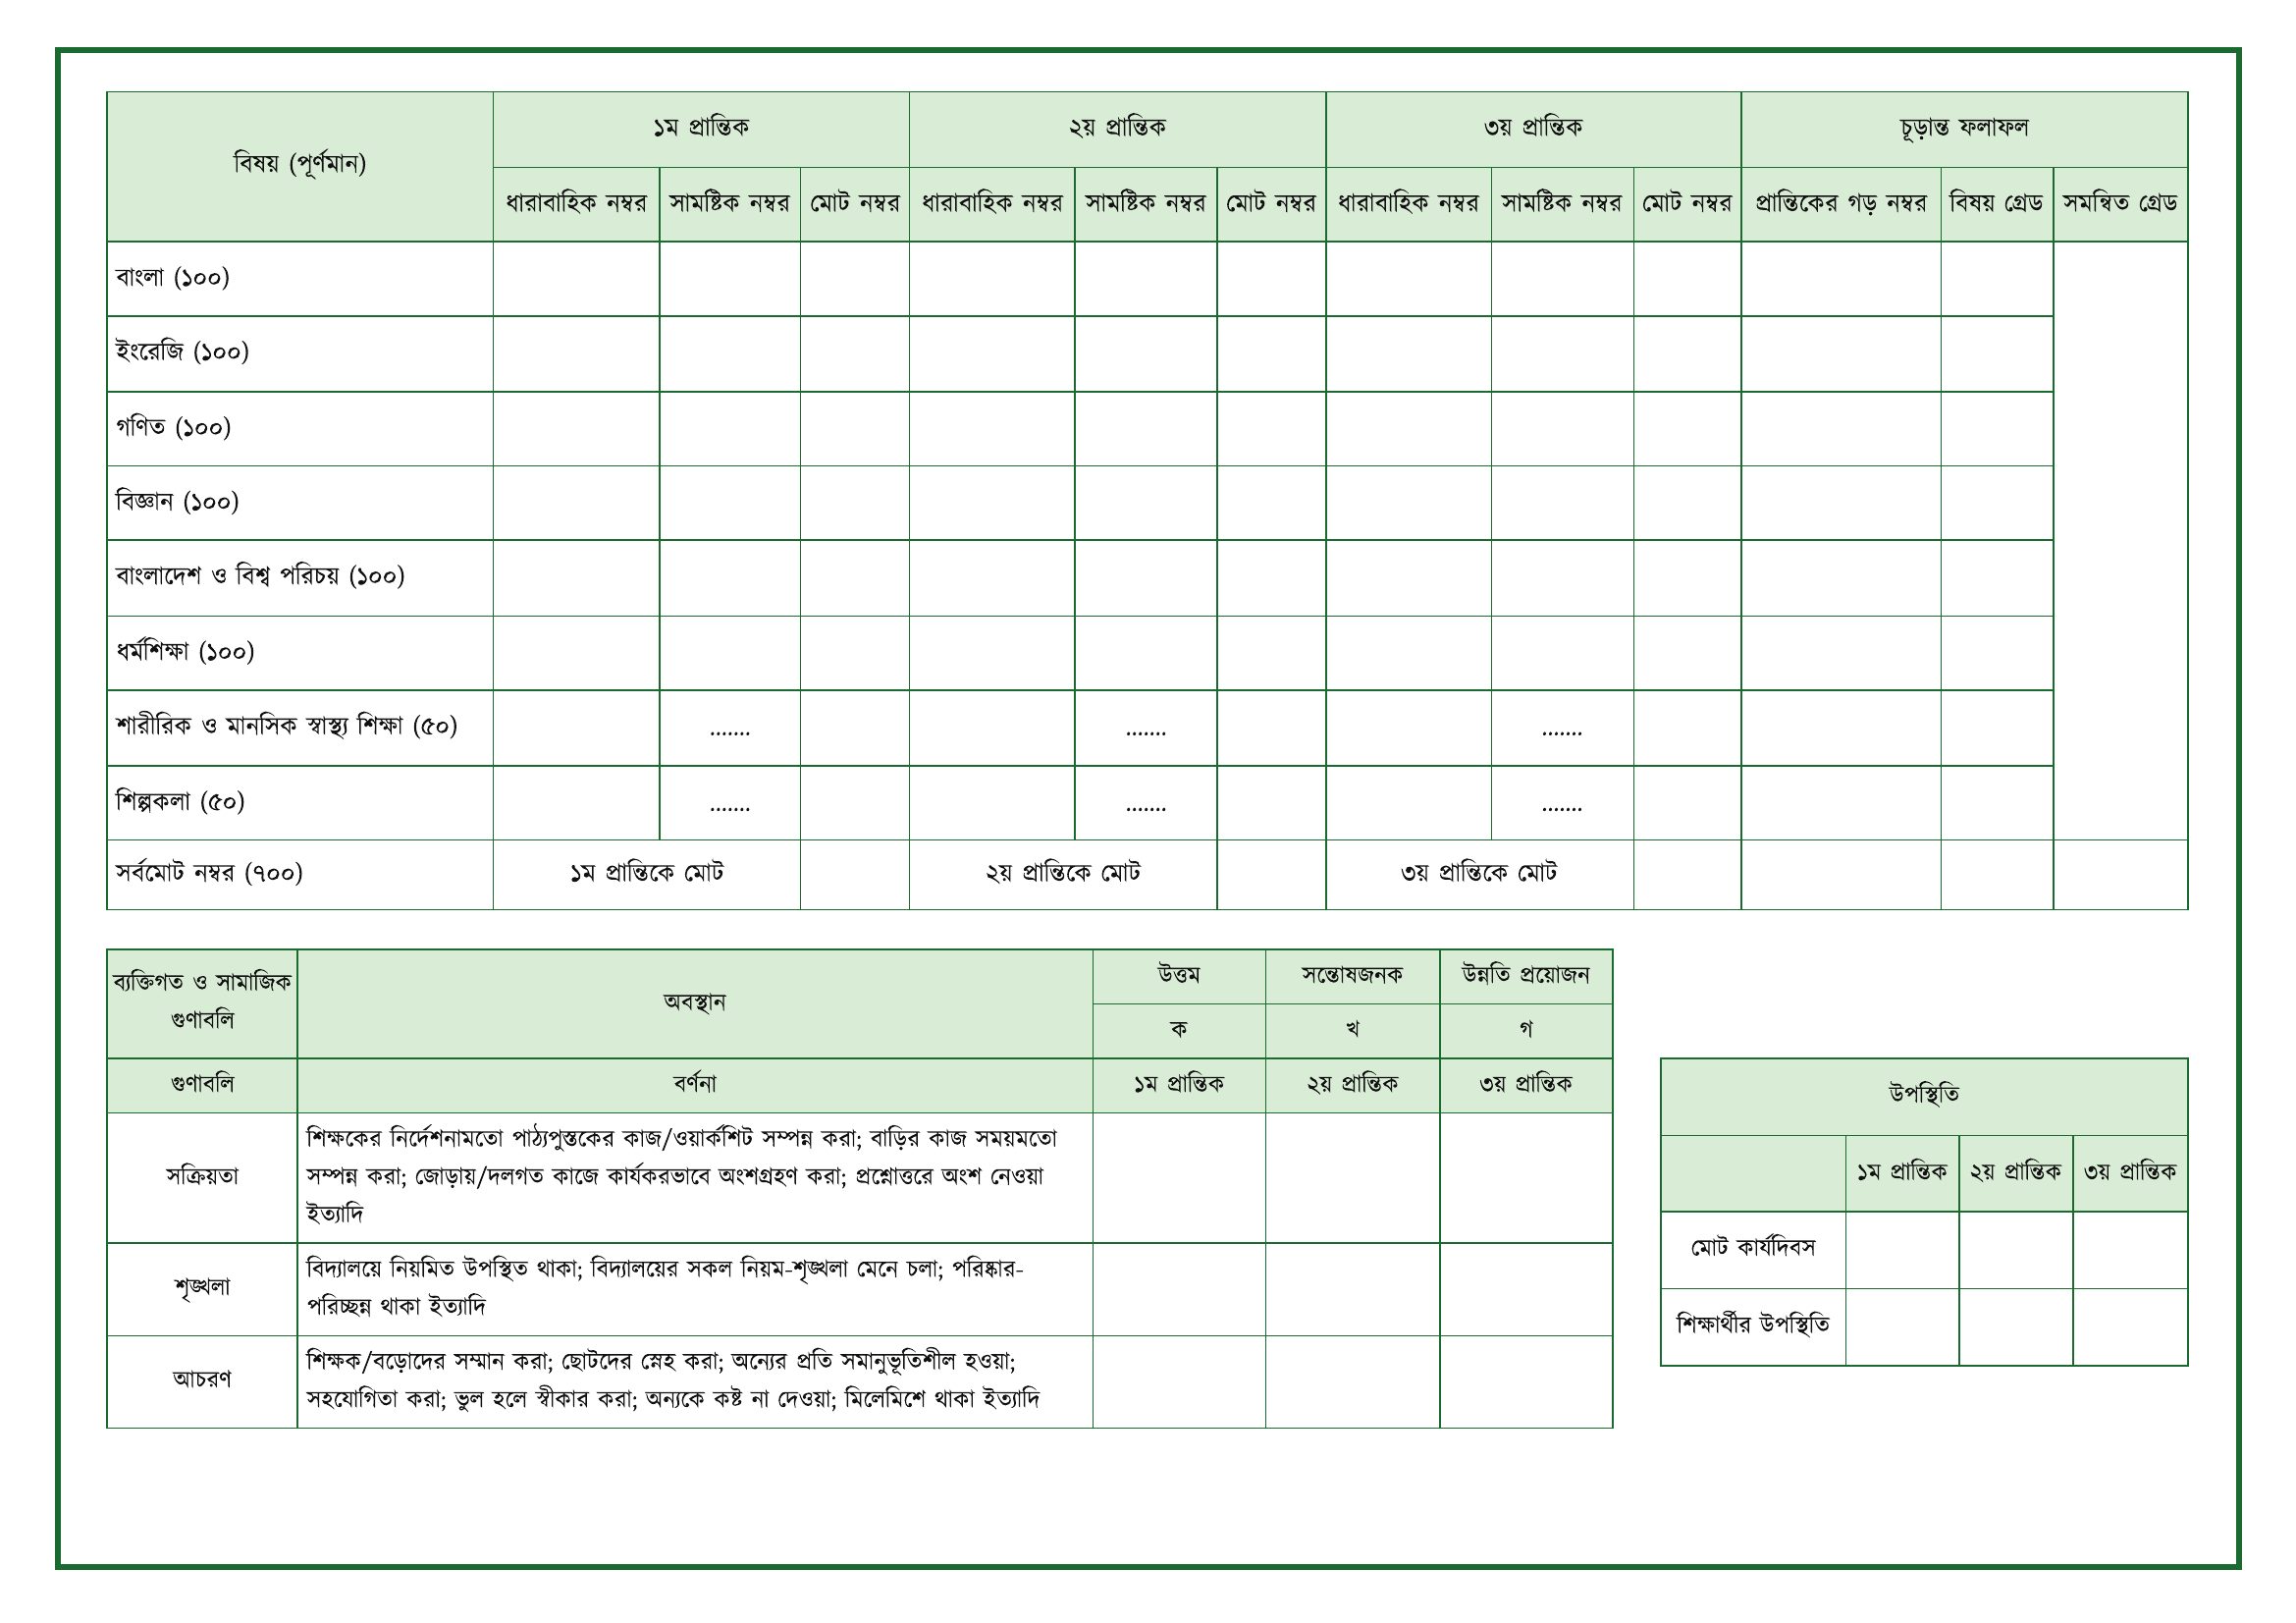 বিষয় (পূর্ণমান) ১ম প্রান্তিক ২য় প্রান্তিক ৩য় প্রান্তিক চূড়ান্ত ফলাফল
ধারাবাহিক নম্বর সামষ্টিক নম্বর মোট নম্বর ধারাবাহিক নম্বর সামষ্টিক নম্বর মোট নম্বর ধারাবাহিক নম্বর সামষ্টিক নম্বর মোট নম্বর প্রান্তিকের গড় নম্বর বিষয় গ্রেড সমন্বিত গ্রেড
বাংলা (১০০)
ইংরেজি (১০০)
গণিত (১০০)
বিজ্ঞান (১০০)
বাংলাদেশ ও বিশ্ব পরিচয় (১০০)
ধর্মশিক্ষা (১০০)
শারীরিক ও মানসিক স্বাস্থ্য শিক্ষা (৫০) ....... ....... .......
শিল্পকলা (৫০) ....... ....... .......
সর্বমোট নম্বর (৭০০) ১ম প্রান্তিকে মোট ২য় প্রান্তিকে মোট ৩য় প্রান্তিকে মোট
ব্যক্তিগত ও সামাজিক
গুণাবলি
অবস্থান
উত্তম সন্তোষজনক উন্নতি প্রয়োজন
ক খ গ
গুণাবলি বর্ণনা ১ম প্রান্তিক ২য় প্রান্তিক ৩য় প্রান্তিক
সক্রিয়তা
শিক্ষকের নির্দেশনামতো পাঠ্যপুস্তকের কাজ/ওয়ার্কশিট সম্পন্ন করা; বাড়ির কাজ সময়মতো
সম্পন্ন করা; জোড়ায়/দলগত কাজে কার্যকরভাবে অংশগ্রহণ করা; প্রশ্নোত্তরে অংশ নেওয়া
ইত্যাদি
শৃঙ্খলা
বিদ্যালয়ে নিয়মিত উপস্থিত থাকা; বিদ্যালয়ের সকল নিয়ম-শৃঙ্খলা মেনে চলা; পরিষ্কার-
পরিচ্ছন্ন থাকা ইত্যাদি
আচরণ
শিক্ষক/বড়োদের সম্মান করা; ছোটদের স্নেহ করা; অন্যের প্রতি সমানুভূতিশীল হওয়া;
সহযোগিতা করা; ভুল হলে স্বীকার করা; অন্যকে কষ্ট না দেওয়া; মিলেমিশে থাকা ইত্যাদি
উপস্থিতি
১ম প্রান্তিক ২য় প্রান্তিক ৩য় প্রান্তিক
মোট কার্যদিবস
শিক্ষার্থীর উপস্থিতি